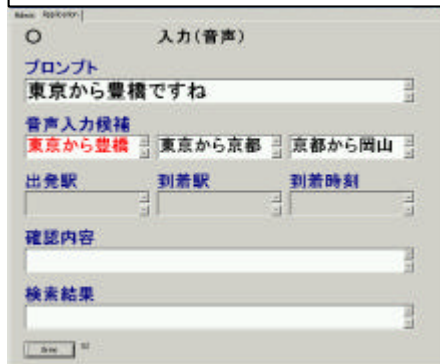 Admin Application
入力(音声)
プロンプト
東京から豊橋ですね
音声入力候補
東京から豊橋 東京から京都 京都から岡山
出発駅 到着駅 到着時刻
確認内容
検索結果